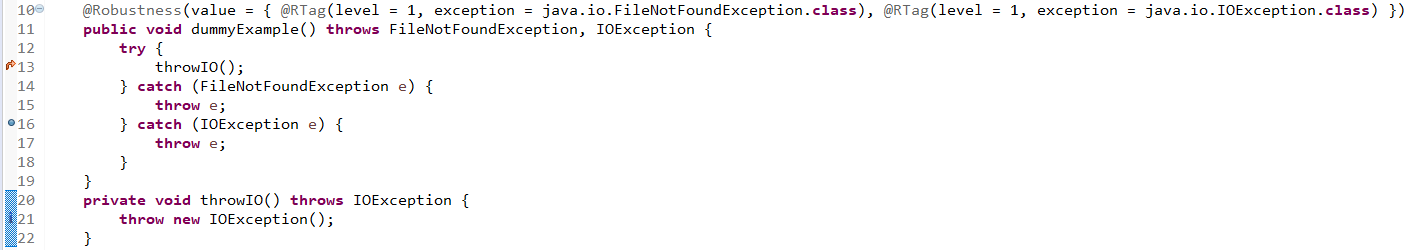 10 @Robustness(value = { @RTag(level = 1, exception = java.io.FileNotFoundException.class), @RTag(level = 1, exception = java.io.IOException.class) })
11 public void dummyExample() throws FileNotFoundException, IOException {
12     try {
13         throwIO();
14     } catch (FileNotFoundException e) {
15         throw e;
16     } catch (IOException e) {
17         throw e;
18     }
19 }
20 private void throwIO() throws IOException {
21     throw new IOException();
22 }